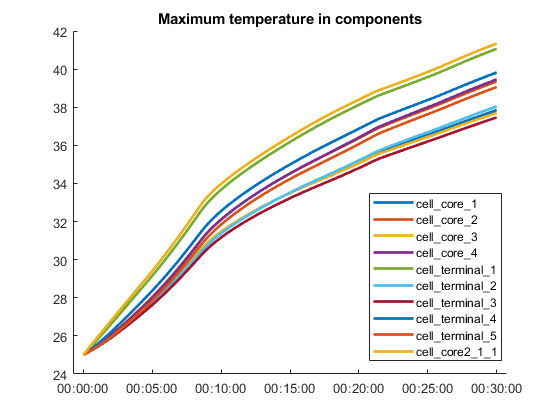 Maximum temperature in components
42
40
38
36
34
32
30
28
26
24
cell_core_1
cell_core_2
cell_core_3
cell_core_4
cell_terminal_1
cell_terminal_2
cell_terminal_3
cell_terminal_4
cell_terminal_5
cell_core2_1_1
00:00:00 00:05:00 00:10:00 00:15:00 00:20:00 00:25:00 00:30:00